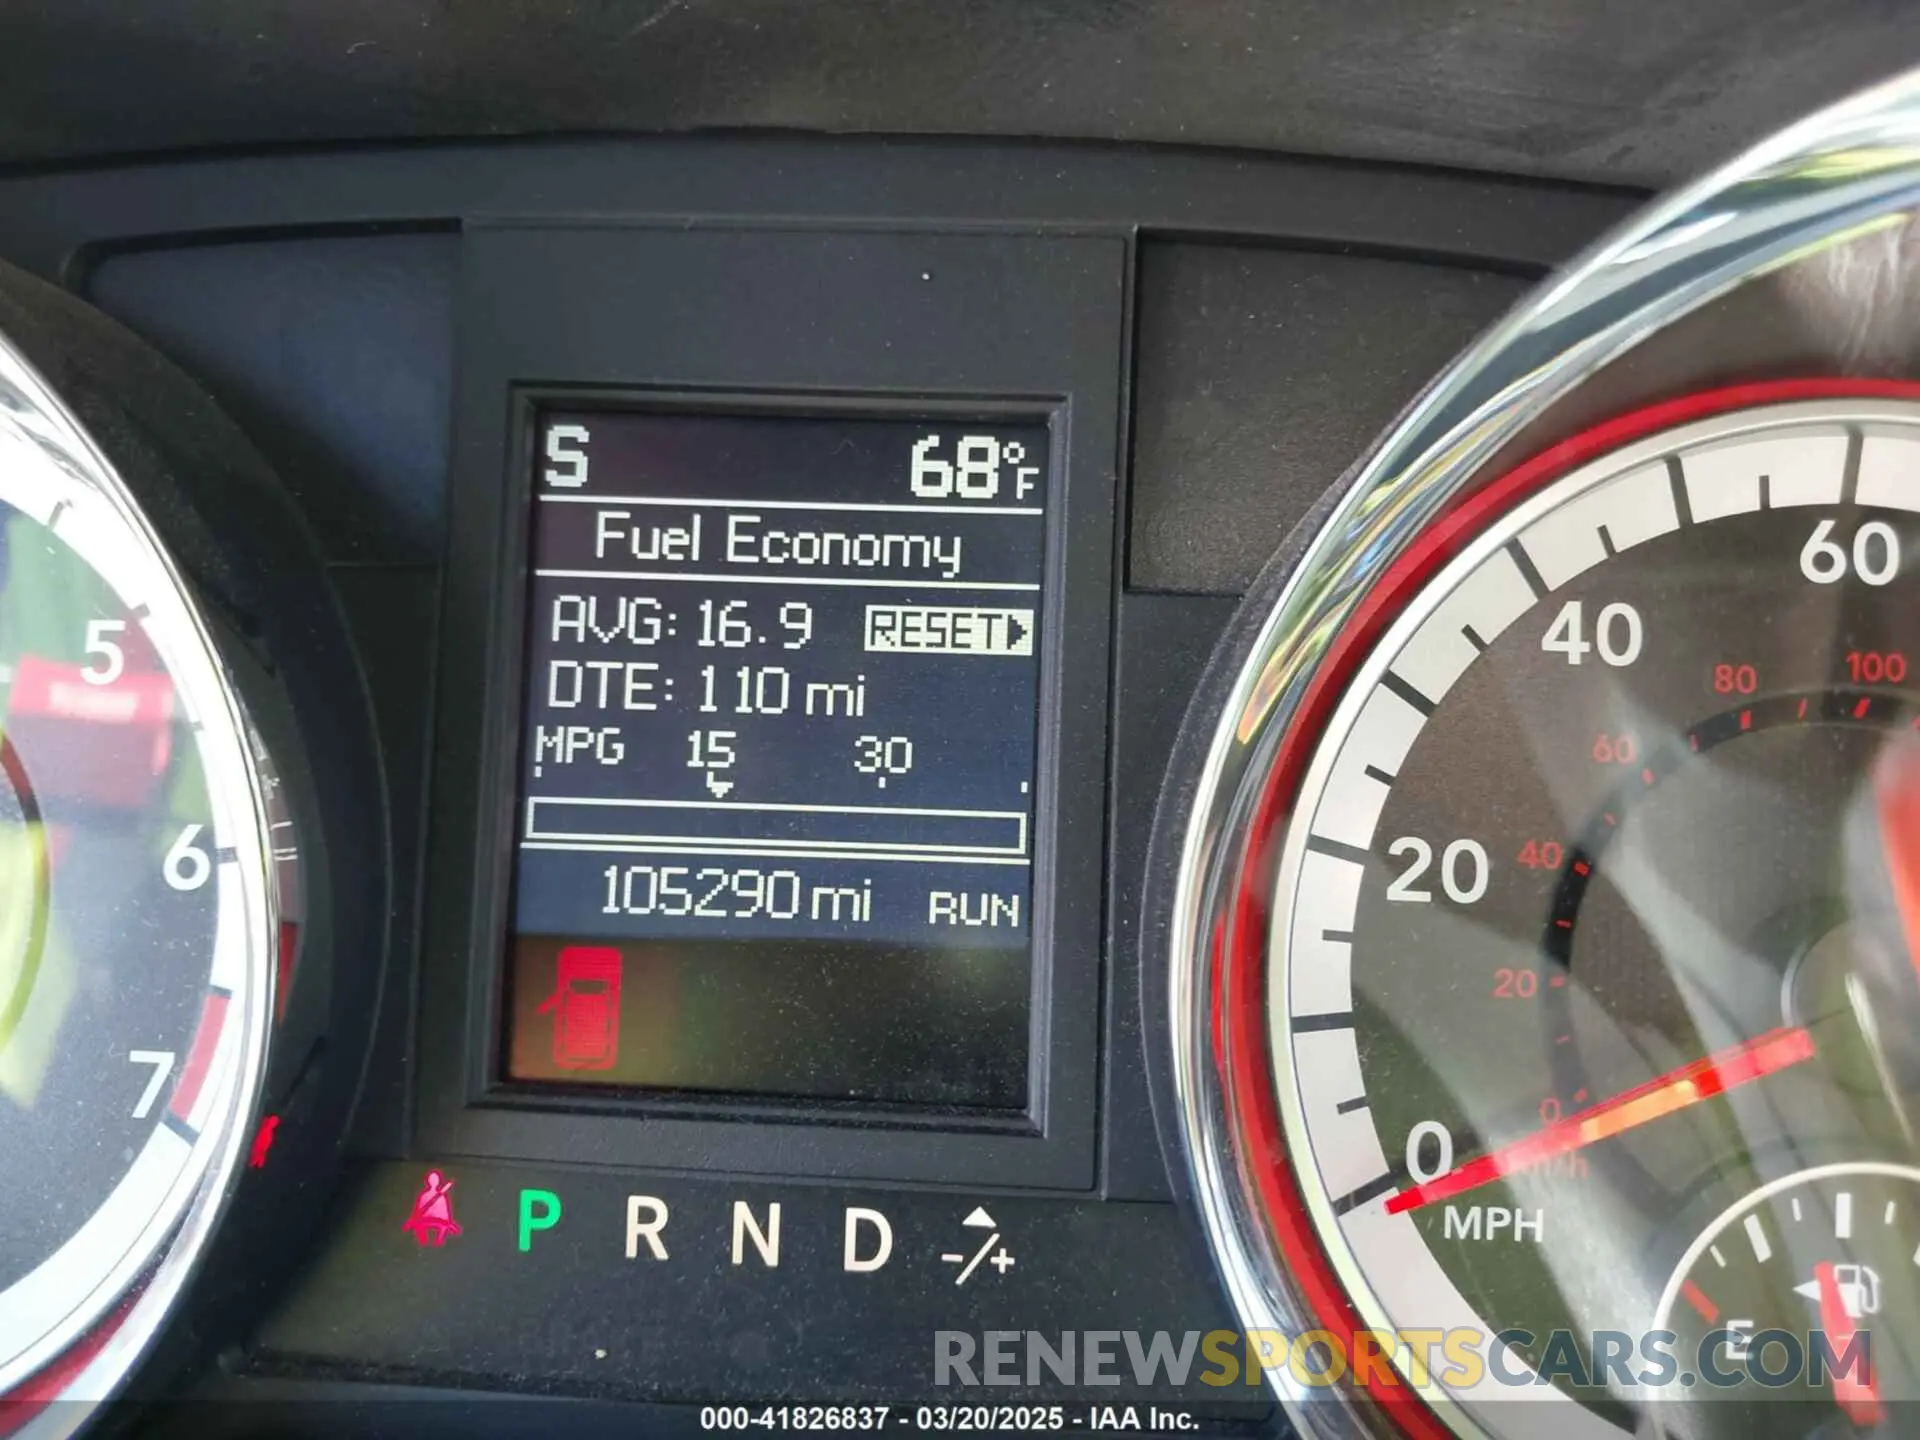 S 68°F
Fuel Economy
AVG: 16.9 RESET
DTE: 110 mi
MPG 15 30
105290 mi RUN
5
6
7
P R N D -/+
60
40
20
0
MPH
100
80
60
40
20
0
km/h
E
RENEWSPORTSCARS.COM
000-41826837 - 03/20/2025 - IAA Inc.